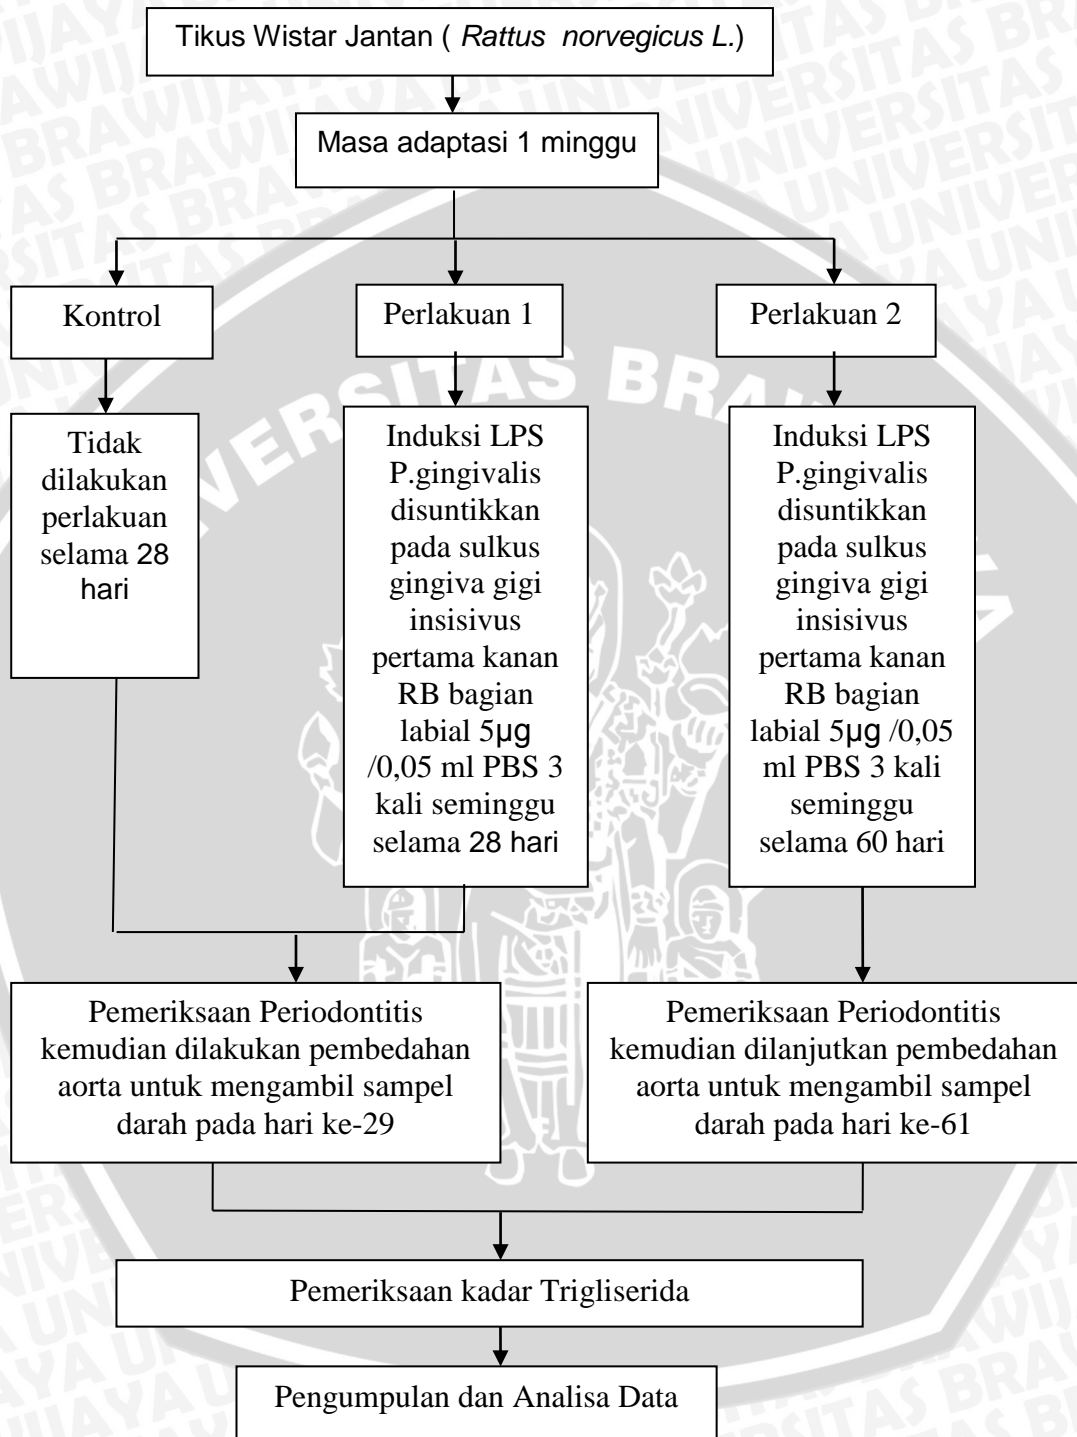 Tikus Wistar Jantan ( Rattus norvegicus L.)
Masa adaptasi 1 minggu
Kontrol
Perlakuan 1
Perlakuan 2
Tidak
dilakukan
perlakuan
selama 28
hari
Induksi LPS
P.gingivalis
disuntikkan
pada sulkus
gingiva gigi
insisivus
pertama kanan
RB bagian
labial 5µg
/0,05 ml PBS 3
kali seminggu
selama 28 hari
Induksi LPS
P.gingivalis
disuntikkan
pada sulkus
gingiva gigi
insisivus
pertama kanan
RB bagian
labial 5µg /0,05
ml PBS 3 kali
seminggu
selama 60 hari
Pemeriksaan Periodontitis
kemudian dilakukan pembedahan
aorta untuk mengambil sampel
darah pada hari ke-29
Pemeriksaan Periodontitis
kemudian dilanjutkan pembedahan
aorta untuk mengambil sampel
darah pada hari ke-61
Pemeriksaan kadar Trigliserida
Pengumpulan dan Analisa Data